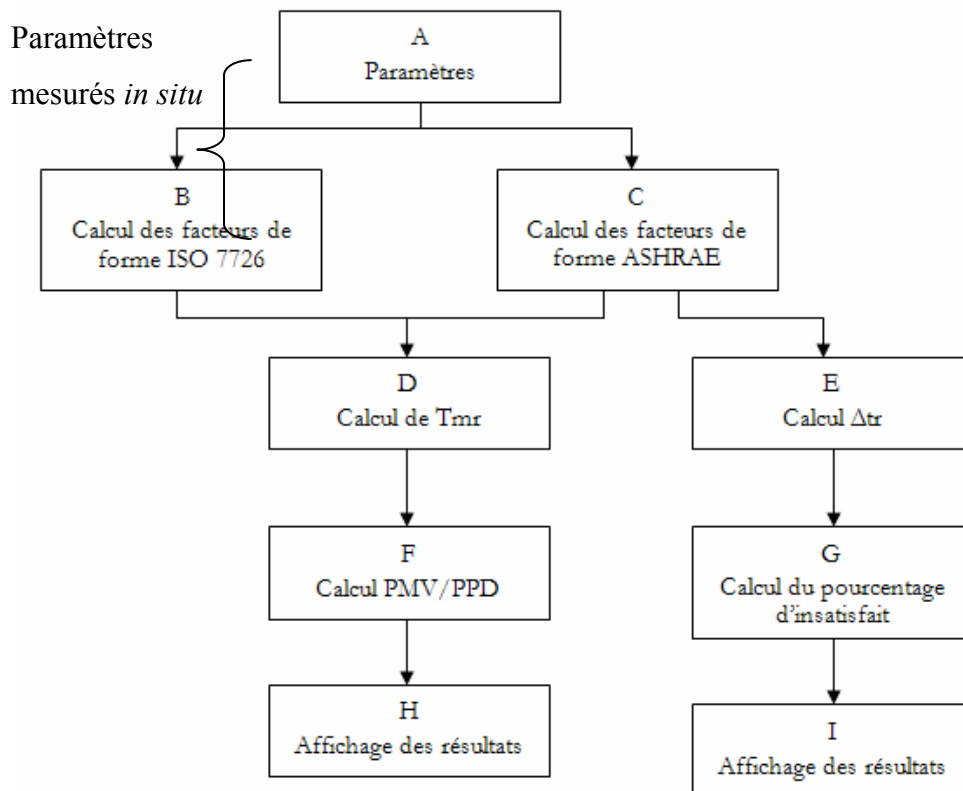 Paramètres
mesurés in situ
A
Paramètres
B
Calcul des facteurs de
forme ISO 7726
C
Calcul des facteurs de
forme ASHRAE
D
Calcul de Tmr
E
Calcul Δtr
F
Calcul PMV/PPD
G
Calcul du pourcentage
d'insatisfait
H
Affichage des résultats
I
Affichage des résultats